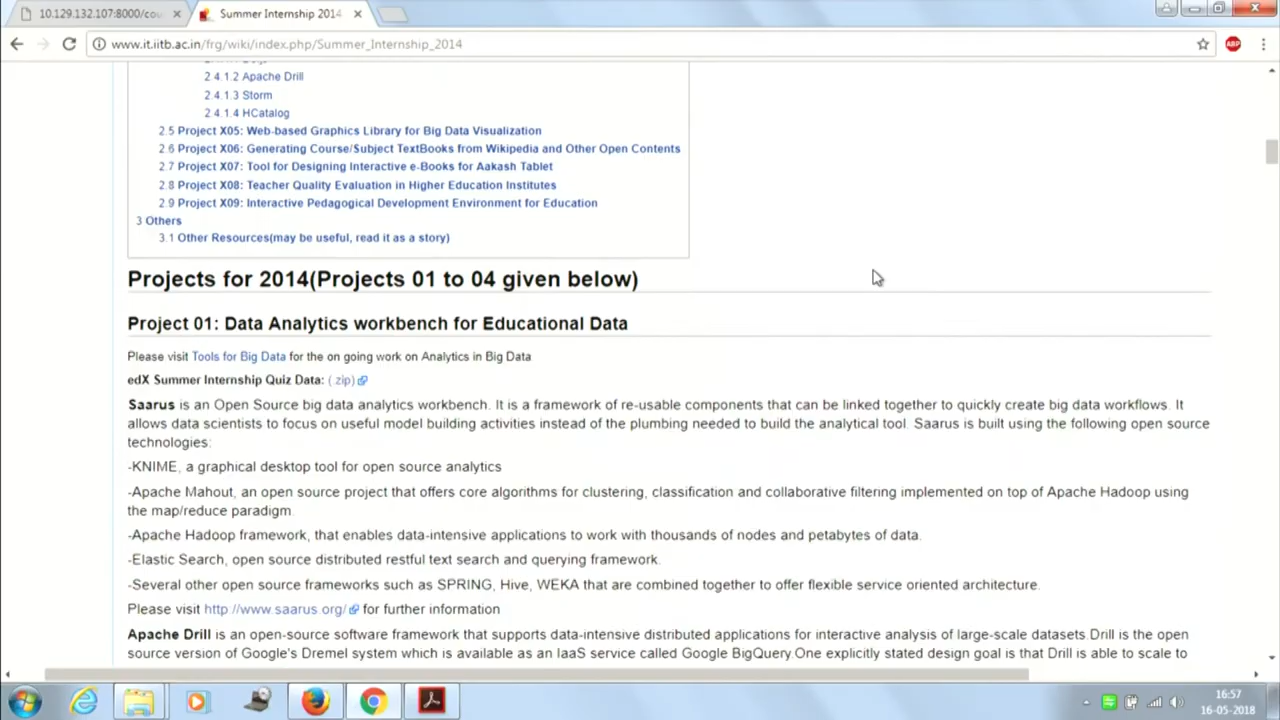 10.129.132.107:8000/cou
Summer Internship 2014
www.it.iitb.ac.in/frg/wiki/index.php/Summer_Internship_2014
ABP
2.4.1.2 Apache Drill
2.4.1.3 Storm
2.4.1.4 HCatalog
2.5 Project X05: Web-based Graphics Library for Big Data Visualization
2.6 Project X06: Generating Course/Subject TextBooks from Wikipedia and Other Open Contents
2.7 Project X07: Tool for Designing Interactive e-Books for Aakash Tablet
2.8 Project X08: Teacher Quality Evaluation in Higher Education Institutes
2.9 Project X09: Interactive Pedagogical Development Environment for Education
3 Others
3.1 Other Resources(may be useful, read it as a story)
Projects for 2014(Projects 01 to 04 given below)
Project 01: Data Analytics workbench for Educational Data
Please visit Tools for Big Data for the on going work on Analytics in Big Data
edX Summer Internship Quiz Data: (.zip)
Saarus is an Open Source big data analytics workbench. It is a framework of re-usable components that can be linked together to quickly create big data workflows. It
allows data scientists to focus on useful model building activities instead of the plumbing needed to build the analytical tool. Saarus is built using the following open source
technologies:
-KNIME, a graphical desktop tool for open source analytics
-Apache Mahout, an open source project that offers core algorithms for clustering, classification and collaborative filtering implemented on top of Apache Hadoop using
the map/reduce paradigm
-Apache Hadoop framework, that enables data-intensive applications to work with thousands of nodes and petabytes of data.
-Elastic Search, open source distributed restful text search and querying framework.
-Several other open source frameworks such as SPRING, Hive, WEKA that are combined together to offer flexible service oriented architecture.
Please visit http://www.saarus.org/ for further information
Apache Drill is an open-source software framework that supports data-intensive distributed applications for interactive analysis of large-scale datasets.Drill is the open
source version of Google's Dremel system which is available as an IaaS service called Google BigQuery.One explicitly stated design goal is that Drill is able to scale to
16:57
16-05-2018